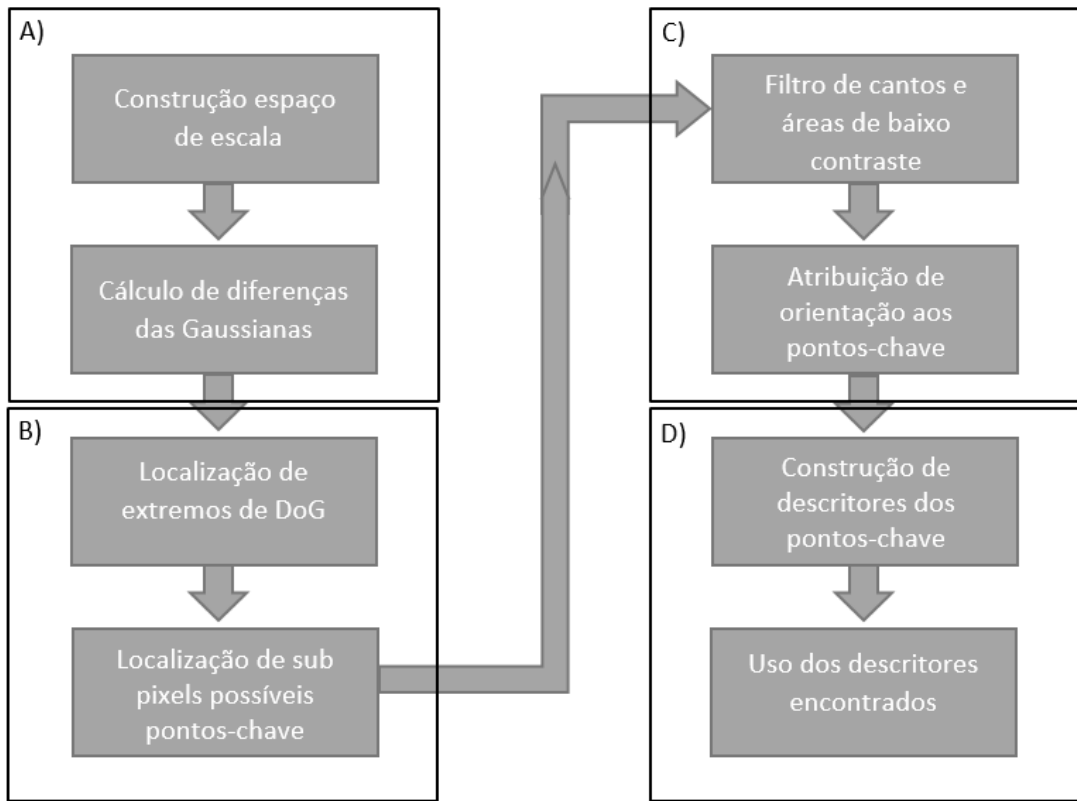 A)
Construção espaço
de escala
Cálculo de diferenças
das Gaussianas
B)
Localização de
extremos de DoG
Localização de sub
pixels possíveis
pontos-chave
C)
Filtro de cantos e
áreas de baixo
contraste
Atribuição de
orientação aos
pontos-chave
D)
Construção de
descritores dos
pontos-chave
Uso dos descritores
encontrados